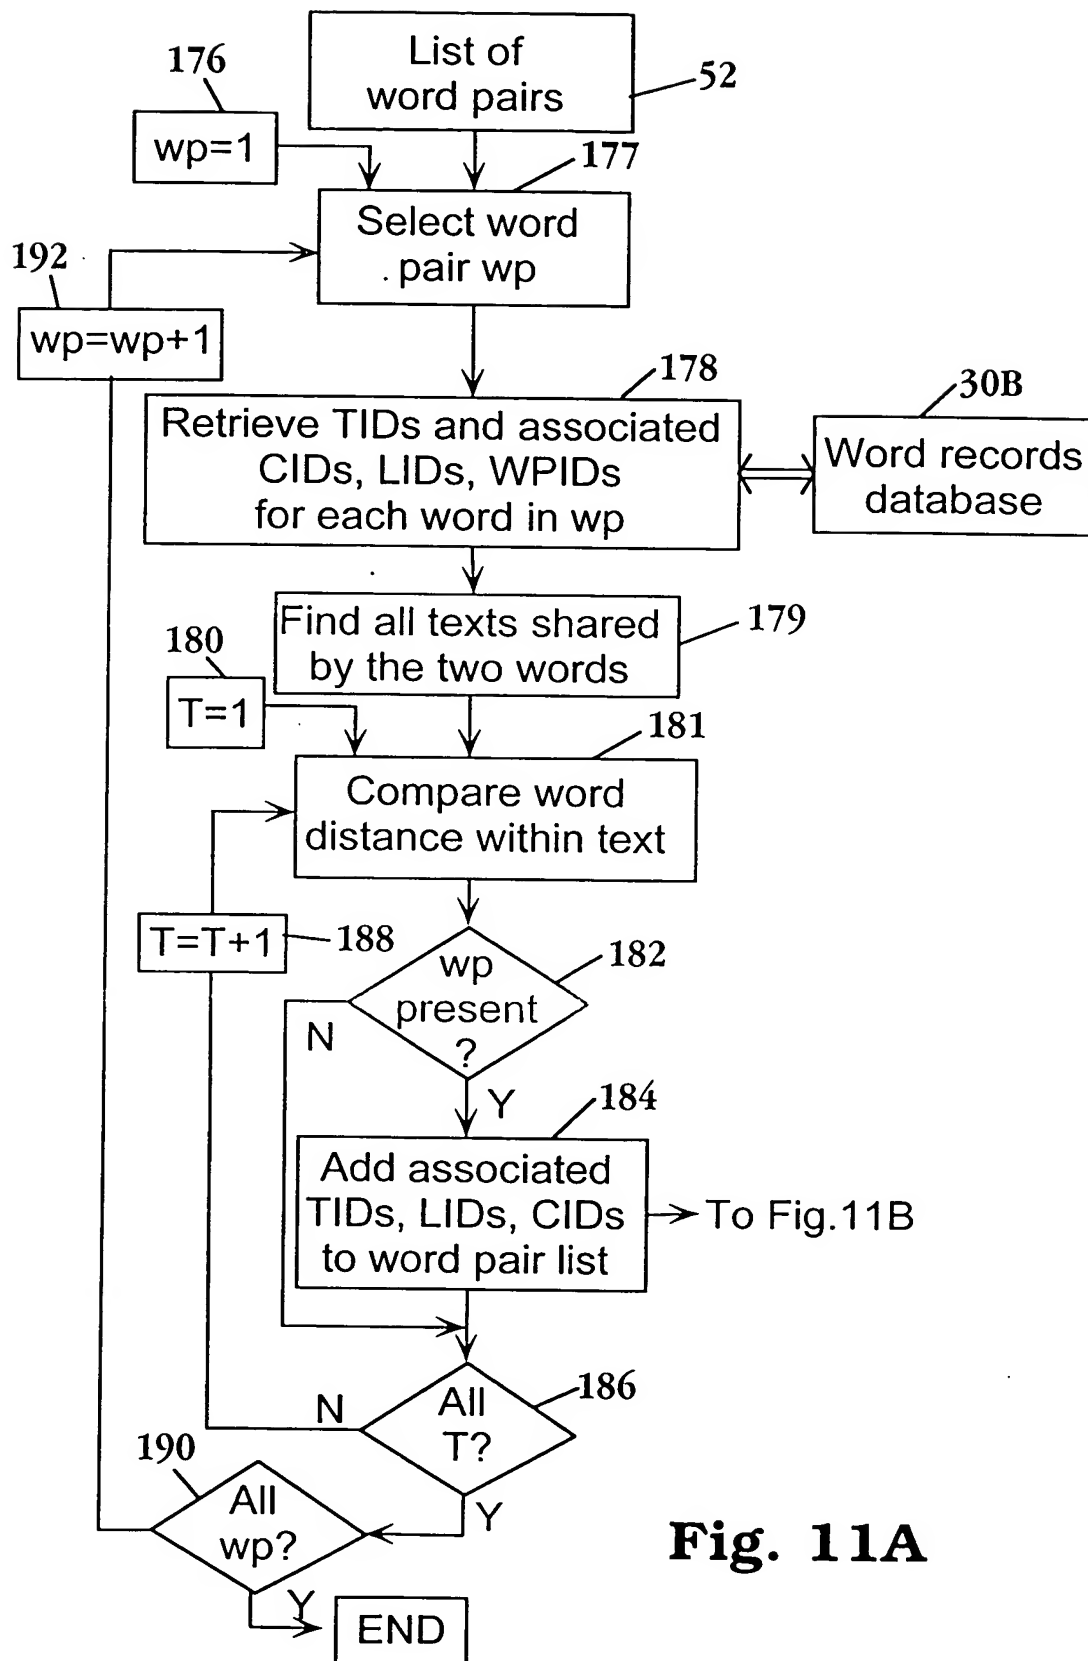 List of
word pairs
52
176
wp=1
177
Select word
pair wp
192
wp=wp+1
178
Retrieve TIDs and associated
CIDs, LIDs, WPIDs
for each word in wp
30B
Word records
database
Find all texts shared
by the two words
179
180
T=1
181
Compare word
distance within text
T=T+1
188
wp
present
?
182
N
Y
184
Add associated
TIDs, LIDs, CIDs
to word pair list
To Fig.11B
All
T?
186
N
Y
190
All
wp?
Y
END
Fig. 11A